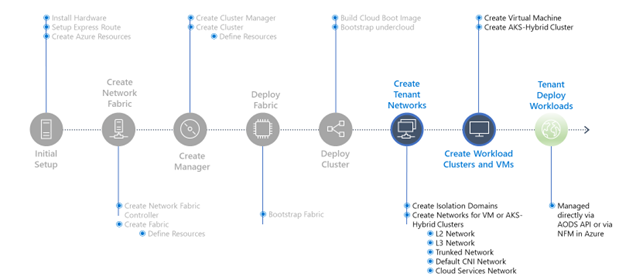 Install Hardware
Setup Express Route
Create Azure Resources
Create Cluster Manager
Create Cluster
Define Resources
Build Cloud Boot Image
Bootstrap undercloud
Create Virtual Machine
Create AKS-Hybrid Cluster
Create
Network
Fabric
Deploy
Fabric
Create
Tenant
Networks
Tenant
Deploy
Workloads
Initial
Setup
Create
Manager
Deploy
Cluster
Create Workload
Clusters and VMs
Create Network Fabric
Controller
Create Fabric
Define Resources
Bootstrap Fabric
Create Isolation Domains
Create Networks for VM or AKS-
Hybrid Clusters
L2 Network
L3 Network
Trunked Network
Default CNI Network
Cloud Services Network
Managed
directly via
AODS API or via
NFM in Azure